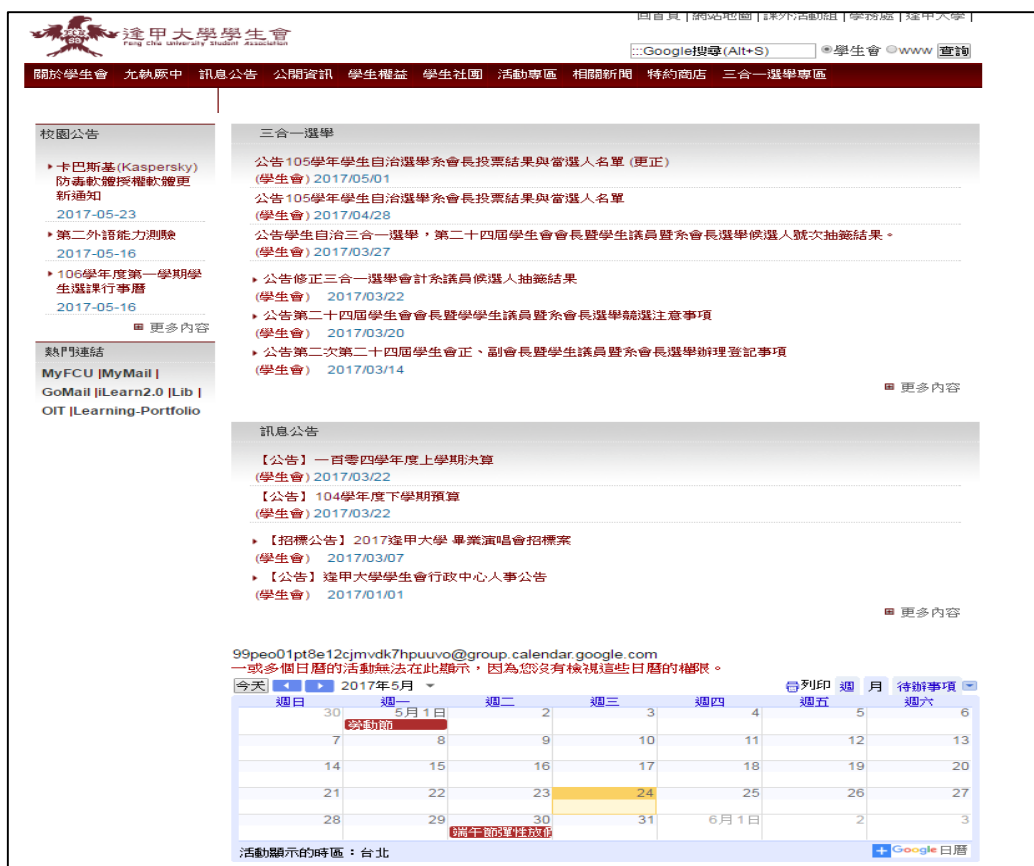 回首頁 |網站地圖 |課外活動組 |學務處 |逢甲大學 |
逢甲大學學生會
Feng Chia University Student Association
:::Google搜尋(Alt+S) 學生會 www 查詢
關於學生會 允執厥中 訊息公告 公開資訊 學生權益 學生社團 活動專區 相關新聞 特約商店 三合一選舉專區
校園公告
卡巴斯基(Kaspersky)
防毒軟體授權軟體更
新通知
2017-05-23
第二外語能力測驗
2017-05-16
106學年度第一學期學
生選課行事曆
2017-05-16
更多內容
熱門連結
MyFCU |MyMail |
GoMail |iLearn2.0 |Lib |
OIT |Learning-Portfolio
三合一選舉
公告105學年學生自治選舉系會長投票結果與當選人名單 (更正)
(學生會) 2017/05/01
公告105學年學生自治選舉系會長投票結果與當選人名單
(學生會) 2017/04/28
公告學生自治三合一選舉，第二十四屆學生會會長暨學生議員暨系會長選舉候選人號次抽籤結果。
(學生會) 2017/03/27
公告修正三合一選舉會計系議員候選人抽籤結果
(學生會) 2017/03/22
公告第二十四屆學生會會長暨學學生議員暨系會長選舉競選注意事項
(學生會) 2017/03/20
公告第二次第二十四屆學生會正、副會長暨學生議員暨系會長選舉辦理登記事項
(學生會) 2017/03/14
更多內容
訊息公告
【公告】一百零四學年度上學期決算
(學生會) 2017/03/22
【公告】104學年度下學期預算
(學生會) 2017/03/22
【招標公告】2017逢甲大學 畢業演唱會招標案
(學生會) 2017/03/07
【公告】逢甲大學學生會行政中心人事公告
(學生會) 2017/01/01
更多內容
99peo01pt8e12cjmvdk7hpuuvo@group.calendar.google.com
一或多個日曆的活動無法在此顯示，因為您沒有檢視這些日曆的權限。
今天 2017年5月 列印 週 月 待辦事項
週日 週一 週二 週三 週四 週五 週六
30 5月1日 2 3 4 5 6
勞動節
7 8 9 10 11 12 13
14 15 16 17 18 19 20
21 22 23 24 25 26 27
28 29 30 31 6月1日 2 3
端午節彈性放假
活動顯示的時區：台北 Google日曆